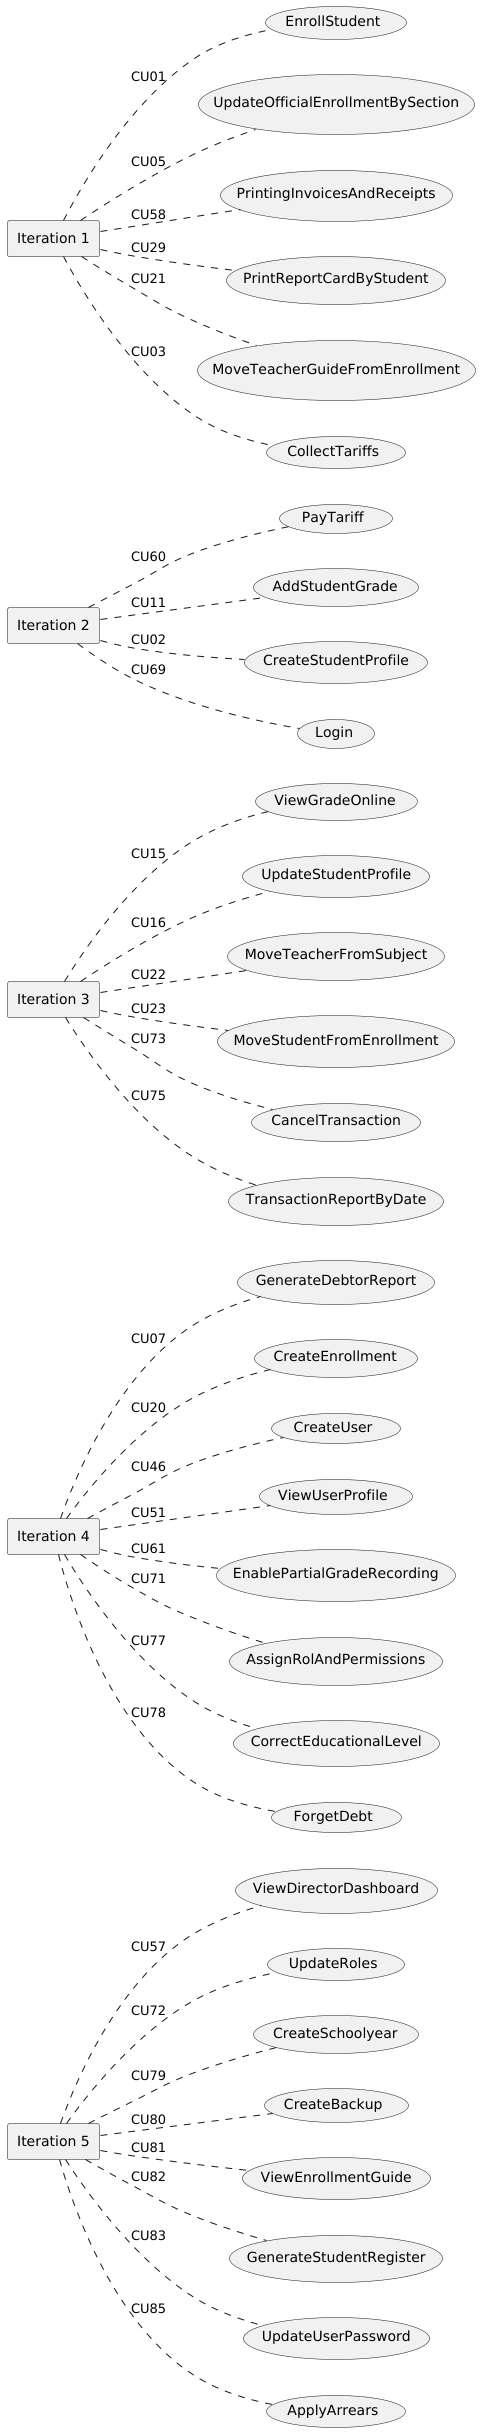 EnrollStudent
CU01
UpdateOfficialEnrollmentBySection
CU05
PrintingInvoicesAndReceipts
CU58
Iteration 1
CU29
PrintReportCardByStudent
CU21
MoveTeacherGuideFromEnrollment
CU03
CollectTariffs
PayTariff
CU60
AddStudentGrade
CU11
Iteration 2
CU02
CreateStudentProfile
CU69
Login
ViewGradeOnline
CU15
UpdateStudentProfile
CU16
MoveTeacherFromSubject
CU22
Iteration 3
CU23
MoveStudentFromEnrollment
CU73
CancelTransaction
CU75
TransactionReportByDate
GenerateDebtorReport
CU07
CreateEnrollment
CU20
CreateUser
CU46
ViewUserProfile
CU51
Iteration 4
CU61
EnablePartialGradeRecording
CU71
AssignRolAndPermissions
CU77
CorrectEducationalLevel
CU78
ForgetDebt
ViewDirectorDashboard
CU57
UpdateRoles
CU72
CreateSchoolyear
CU79
CreateBackup
CU80
Iteration 5
CU81
ViewEnrollmentGuide
CU82
GenerateStudentRegister
CU83
UpdateUserPassword
CU85
ApplyArrears